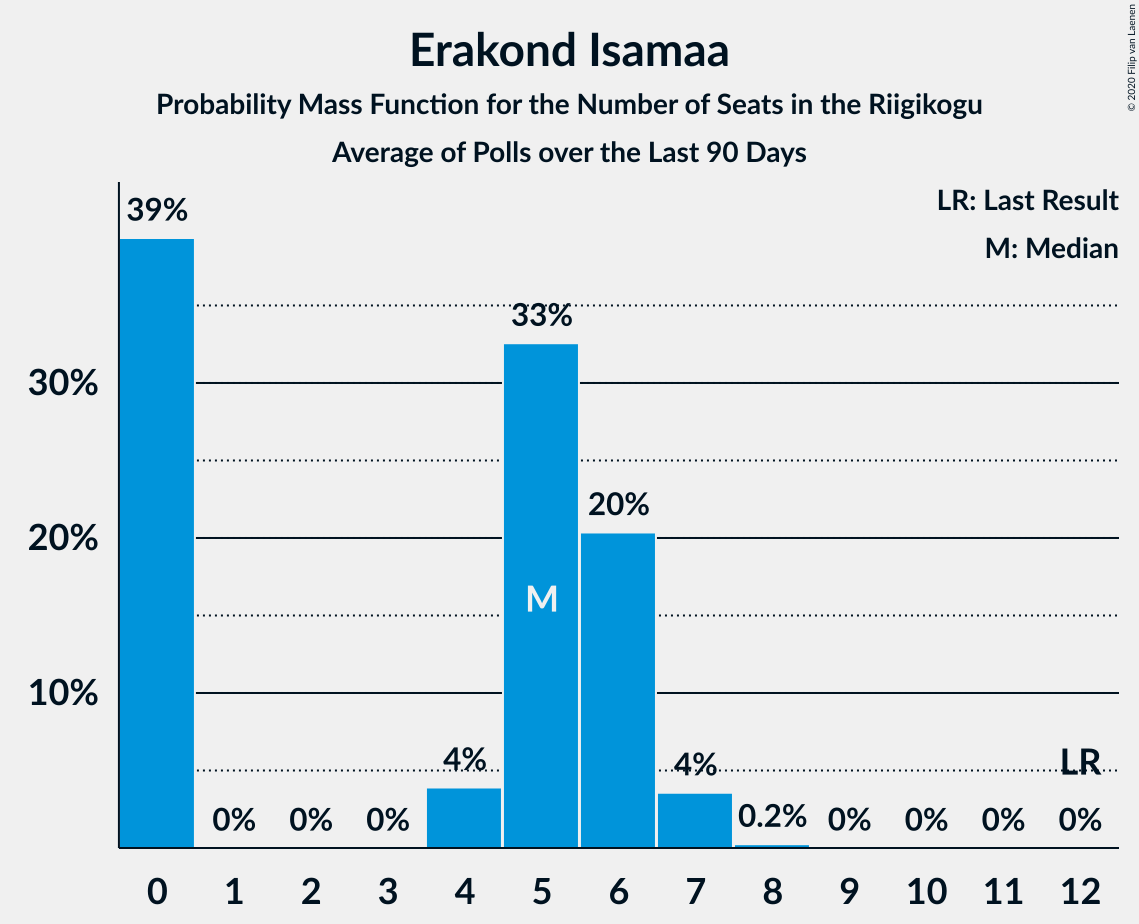 Erakond Isamaa
Probability Mass Function for the Number of Seats in the Riigikogu
Average of Polls over the Last 90 Days
© 2020 Filip van Laenen
LR: Last Result
M: Median
39%
33%
30%
20%
20%
M
10%
4%
4%
LR
0%
0%
0%
0.2%
0%
0%
0%
0%
0 1 2 3 4 5 6 7 8 9 10 11 12